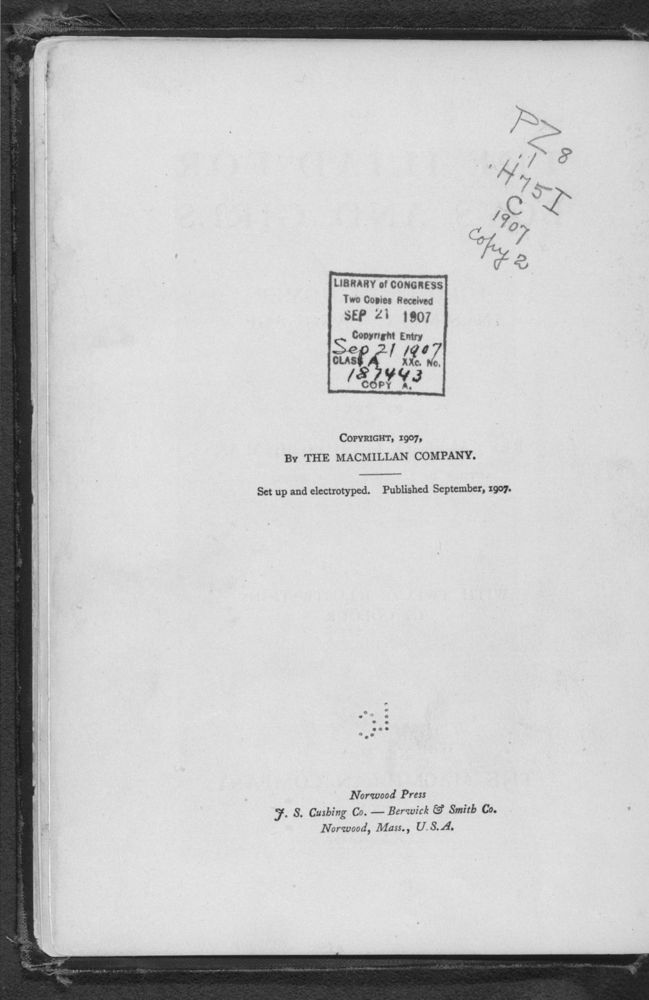 PZ8
.1
.H75I
C
1907
Copy 2
LIBRARY of CONGRESS
Two Copies Received
SEP 21 1907
Copyright Entry
Sep 21 1907
CLASS A XXc. No.
187443
COPY A.
COPYRIGHT, 1907,
BY THE MACMILLAN COMPANY.
Set up and electrotyped. Published September, 1907.
Norwood Press
J. S. Cushing Co. — Berwick & Smith Co.
Norwood, Mass., U.S.A.